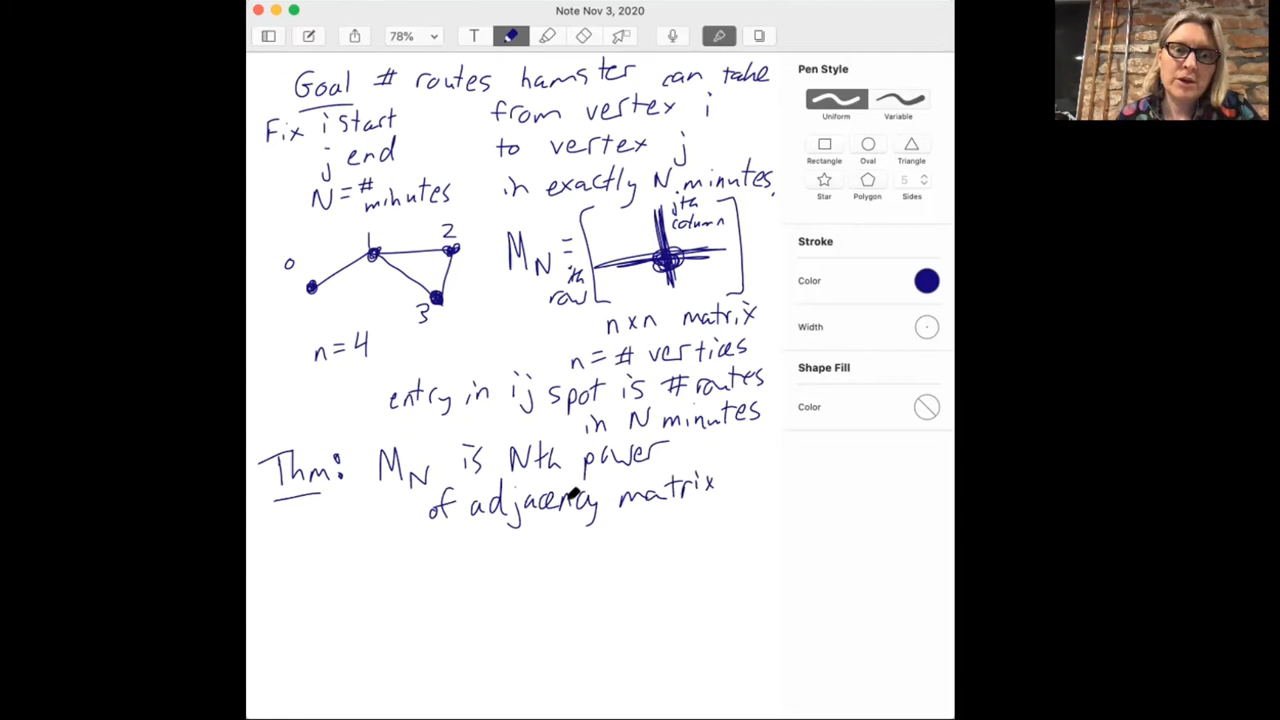 Note Nov 3, 2020
78%
T
Goal # routes hamster can take
from vertex i
to vertex j
in exactly N minutes.
Fix i start
j end
N = # minutes
0
1
2
3
n = 4
M_N =
jth
column
ith
row
n x n matrix
n = # vertices
entry in ij spot is # routes
in N minutes
Thm: M_N is Nth power
of adjacency matrix
Pen Style
Uniform Variable
Rectangle Oval Triangle
5
Star Polygon Sides
Stroke
Color
Width
Shape Fill
Color